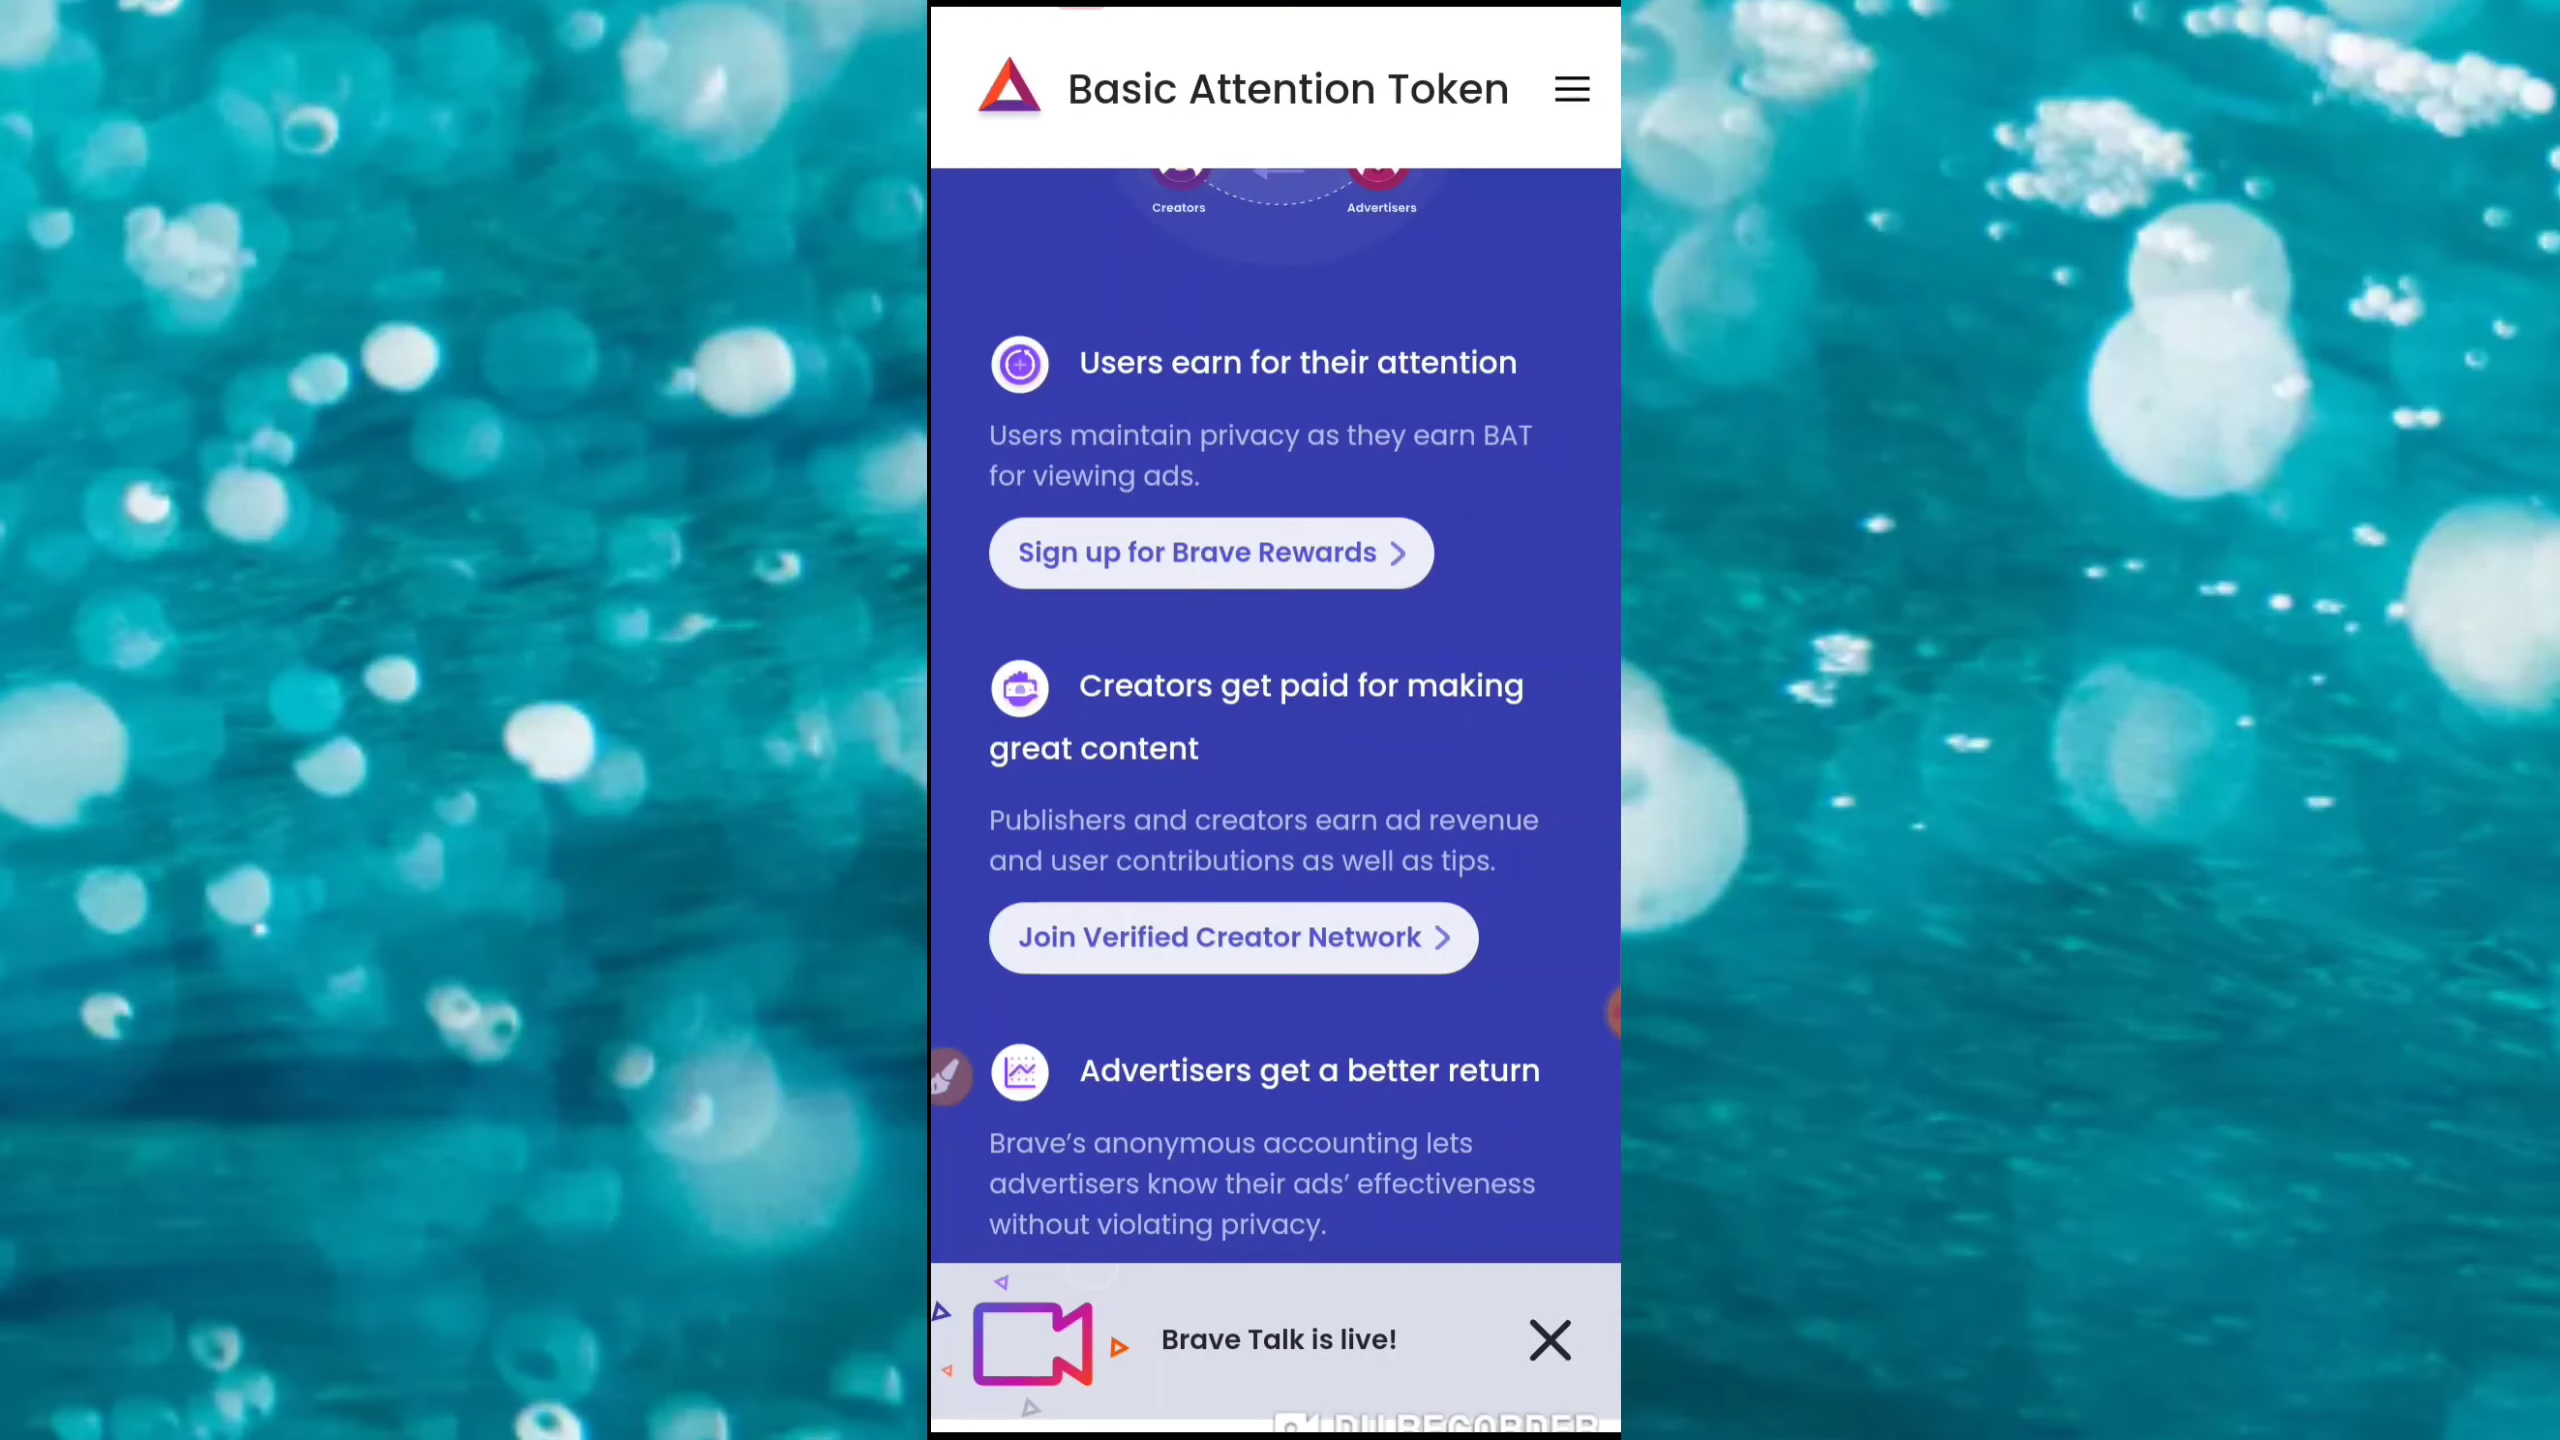 Basic Attention Token
Creators
Advertisers
Users earn for their attention
Users maintain privacy as they earn BAT
for viewing ads.
Sign up for Brave Rewards
Creators get paid for making
great content
Publishers and creators earn ad revenue
and user contributions as well as tips.
Join Verified Creator Network
Advertisers get a better return
Brave’s anonymous accounting lets
advertisers know their ads’ effectiveness
without violating privacy.
Brave Talk is live!
DU RECORDER